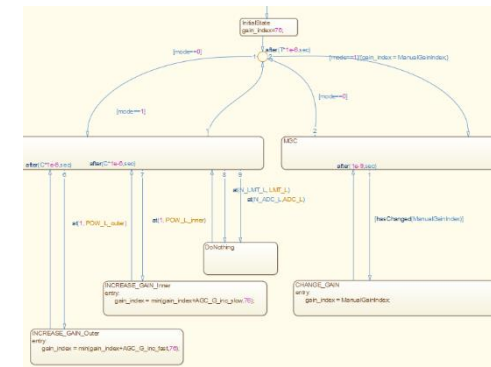 InitialState
gain_index=76;
after(T*1e-6,sec)
1
2
[mode==0]
[mode==1]{gain_index = ManualGainIndex;}
[mode==1]
[mode==0]
1
2
MGC
after(C*1e-6,sec)
after(C*1e-6,sec)
after(1e-6,sec)
6
7
8
9
1
at(N_LMT_L, LMT_L)
at(N_ADC_L,ADC_L)
at(1, POW_L_outer)
at(1, POW_L_inner)
[hasChanged(ManualGainIndex)]
DoNothing
INCREASE_GAIN_Inner
entry:
gain_index = min(gain_index+AGC_G_inc_slow,76);
CHANGE_GAIN
entry:
gain_index = ManualGainIndex;
INCREASE_GAIN_Outer
entry:
gain_index = min(gain_index+AGC_G_inc_fast,76);